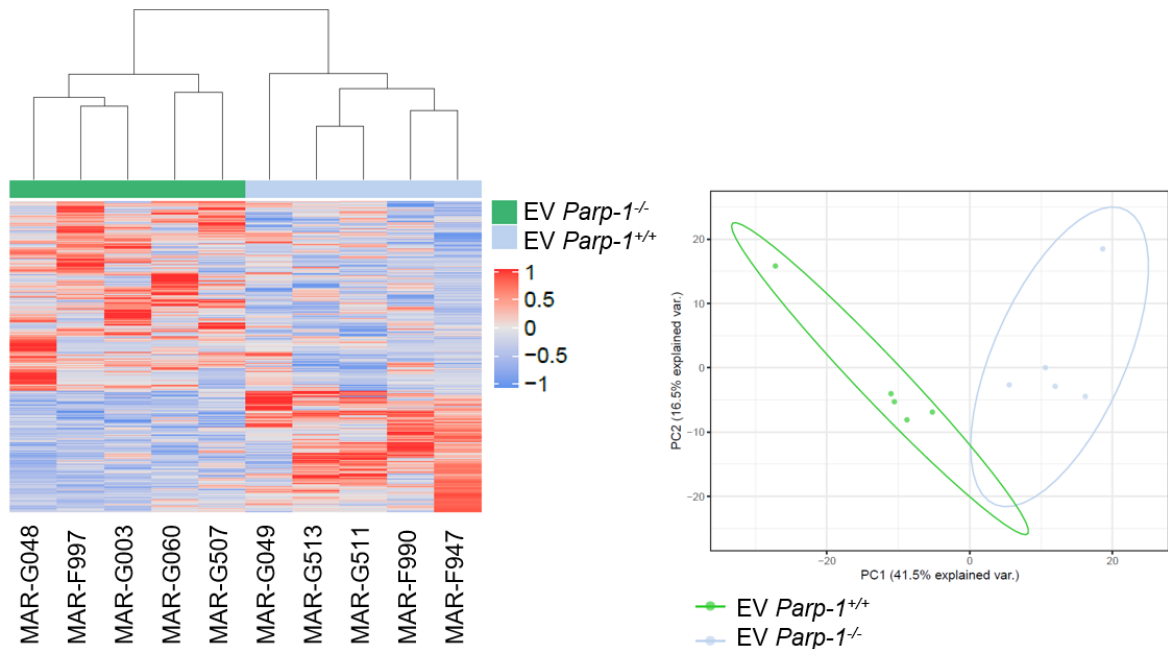 EV Parp-1-/-
EV Parp-1+/+
1
0.5
0
−0.5
−1
MAR-G048
MAR-F997
MAR-G003
MAR-G060
MAR-G507
MAR-G049
MAR-G513
MAR-G511
MAR-F990
MAR-F947
PC2 (16.5% explained var.)
20
10
0
−10
−20
−20
0
20
PC1 (41.5% explained var.)
EV Parp-1+/+
EV Parp-1-/-